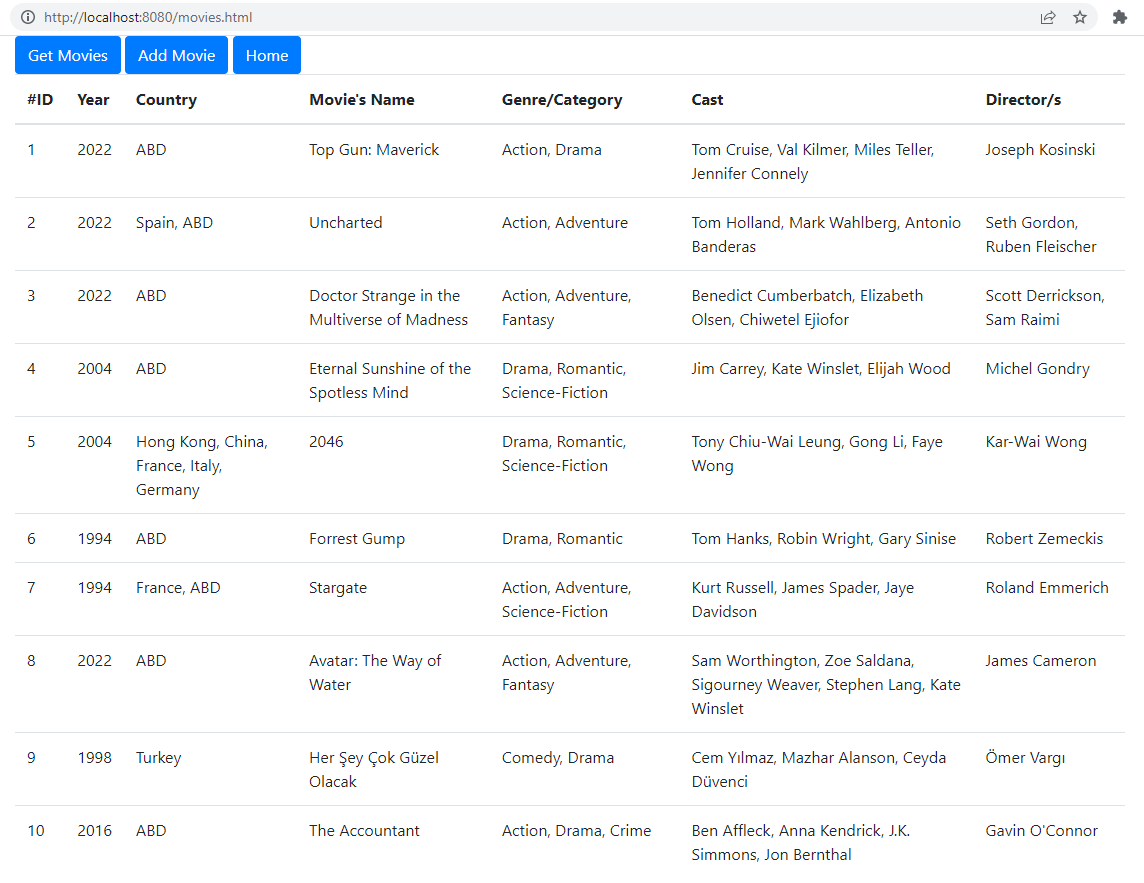 http://localhost:8080/movies.html
Get Movies Add Movie Home
#ID Year Country Movie's Name Genre/Category Cast Director/s
1 2022 ABD Top Gun: Maverick Action, Drama Tom Cruise, Val Kilmer, Miles Teller, Joseph Kosinski
Jennifer Connely
2 2022 Spain, ABD Uncharted Action, Adventure Tom Holland, Mark Wahlberg, Antonio Seth Gordon,
Banderas Ruben Fleischer
3 2022 ABD Doctor Strange in the Action, Adventure, Benedict Cumberbatch, Elizabeth Scott Derrickson,
Multiverse of Madness Fantasy Olsen, Chiwetel Ejiofor Sam Raimi
4 2004 ABD Eternal Sunshine of the Drama, Romantic, Jim Carrey, Kate Winslet, Elijah Wood Michel Gondry
Spotless Mind Science-Fiction
5 2004 Hong Kong, China, 2046 Drama, Romantic, Tony Chiu-Wai Leung, Gong Li, Faye Kar-Wai Wong
France, Italy, Science-Fiction Wong
Germany
6 1994 ABD Forrest Gump Drama, Romantic Tom Hanks, Robin Wright, Gary Sinise Robert Zemeckis
7 1994 France, ABD Stargate Action, Adventure, Kurt Russell, James Spader, Jaye Roland Emmerich
Science-Fiction Davidson
8 2022 ABD Avatar: The Way of Action, Adventure, Sam Worthington, Zoe Saldana, James Cameron
Water Fantasy Sigourney Weaver, Stephen Lang, Kate
Winslet
9 1998 Turkey Her Şey Çok Güzel Comedy, Drama Cem Yılmaz, Mazhar Alanson, Ceyda Ömer Vargı
Olacak Düvenci
10 2016 ABD The Accountant Action, Drama, Crime Ben Affleck, Anna Kendrick, J.K. Gavin O'Connor
Simmons, Jon Bernthal